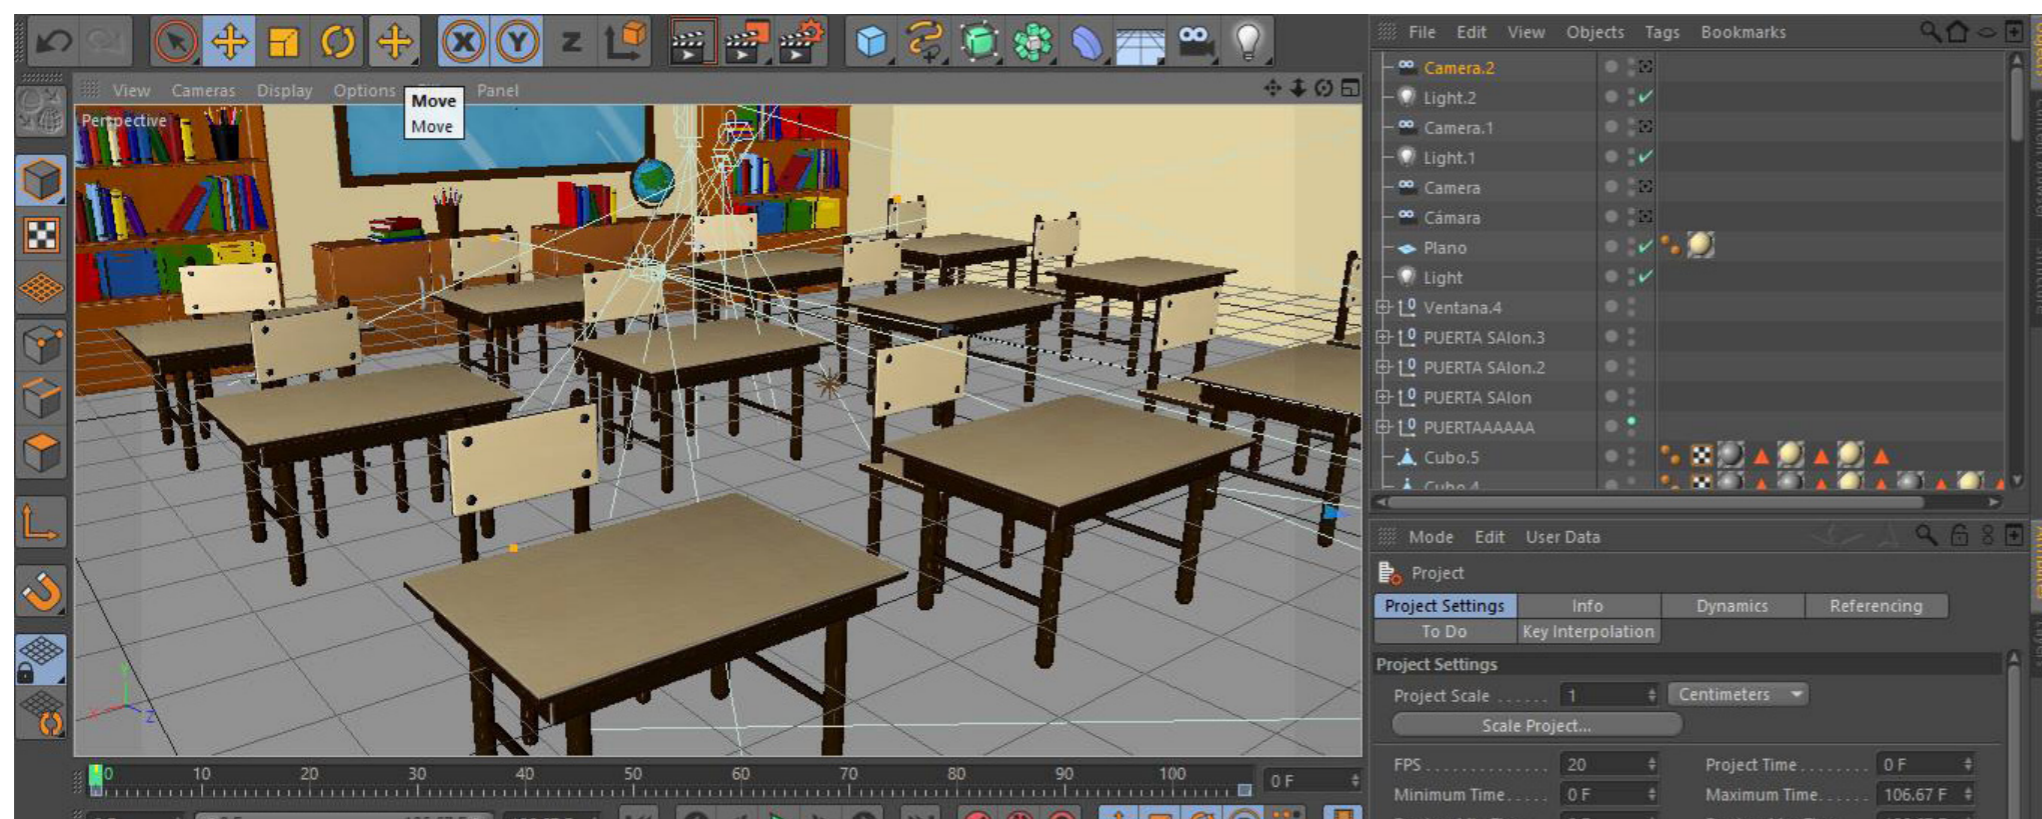 File Edit View Objects Tags Bookmarks
View Cameras Display Options Panel
Move
Move
Perspective
Camera.2
Light.2
Camera.1
Light.1
Camera
Cámara
Plano
Light
Ventana.4
PUERTA SAlon.3
PUERTA SAlon.2
PUERTA SAlon
PUERTAAAAAA
Cubo.5
Cubo.4
Mode Edit User Data
Project
Project Settings Info Dynamics Referencing
To Do Key Interpolation
Project Settings
Project Scale ...... 1 Centimeters
Scale Project...
FPS.............. 20 Project Time........ 0 F
Minimum Time..... 0 F Maximum Time...... 106.67 F
X Y Z
0 10 20 30 40 50 60 70 80 90 100 0 F